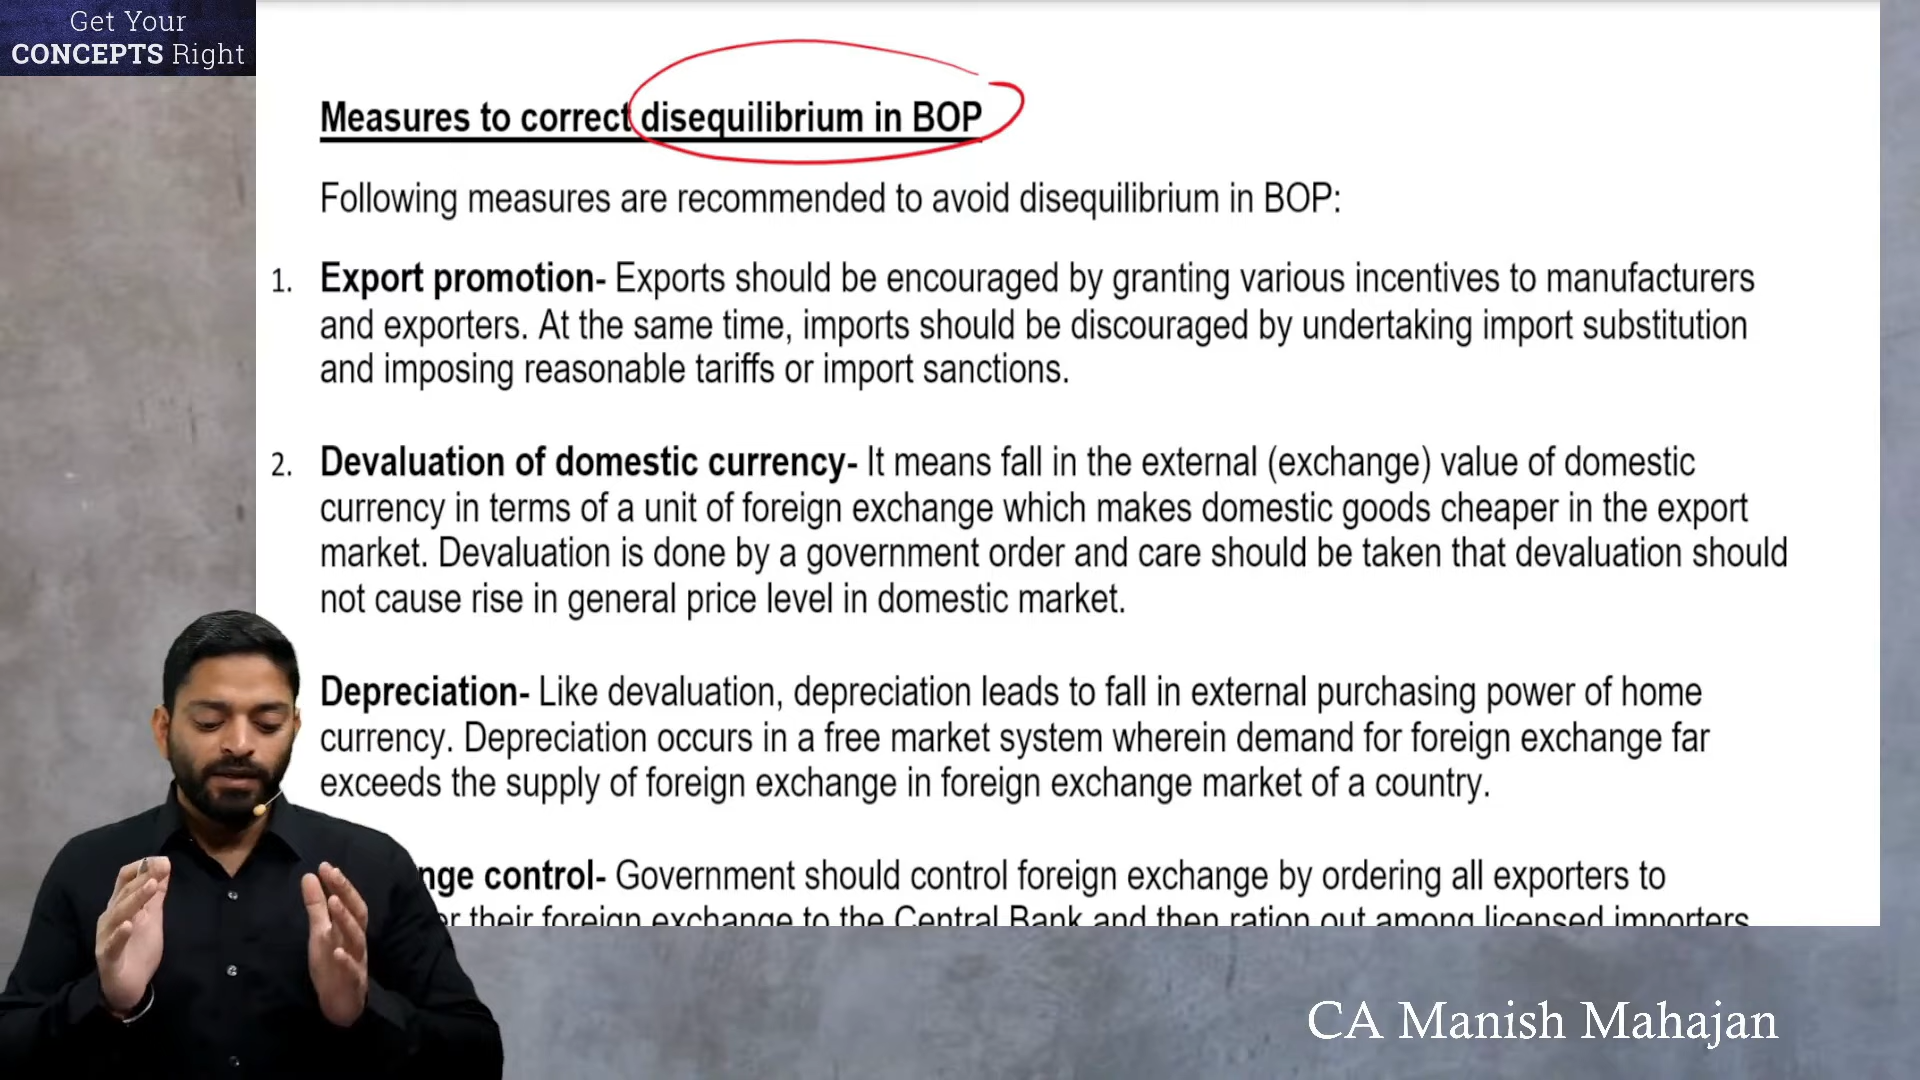 Get Your
CONCEPTS Right
Measures to correct disequilibrium in BOP
Following measures are recommended to avoid disequilibrium in BOP:
1. Export promotion- Exports should be encouraged by granting various incentives to manufacturers
and exporters. At the same time, imports should be discouraged by undertaking import substitution
and imposing reasonable tariffs or import sanctions.
2. Devaluation of domestic currency- It means fall in the external (exchange) value of domestic
currency in terms of a unit of foreign exchange which makes domestic goods cheaper in the export
market. Devaluation is done by a government order and care should be taken that devaluation should
not cause rise in general price level in domestic market.
Depreciation- Like devaluation, depreciation leads to fall in external purchasing power of home
currency. Depreciation occurs in a free market system wherein demand for foreign exchange far
exceeds the supply of foreign exchange in foreign exchange market of a country.
control- Government should control foreign exchange by ordering all exporters to
their foreign exchange to the Central Bank and then ration out among licensed importers
CA Manish Mahajan